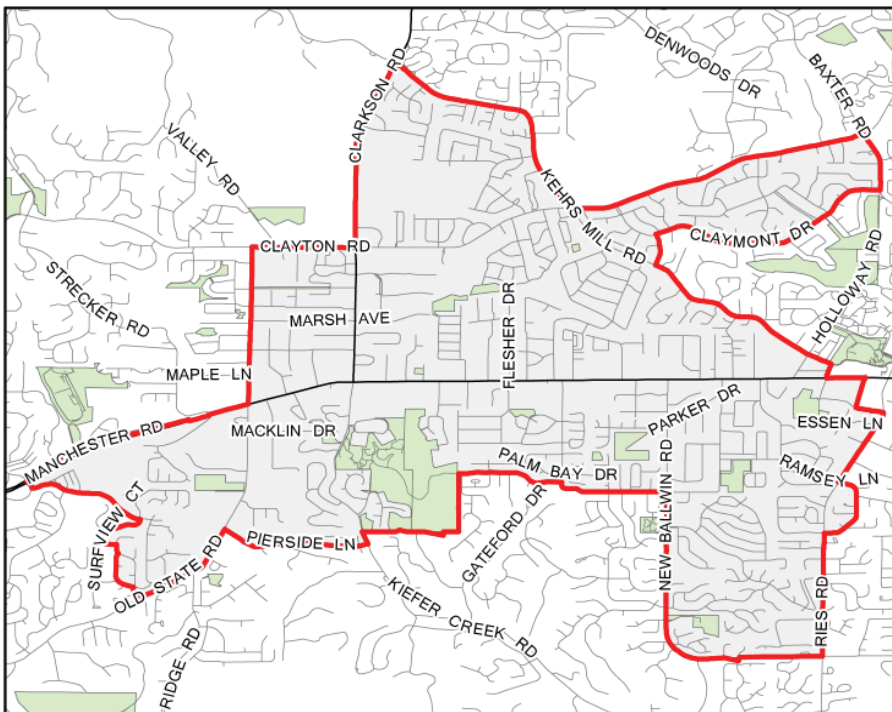 DENWOODS DR
BAXTER RD
CLARKSON RD
VALLEY RD
KEHRS MILL RD
CLAYMONT DR
CLAYTON RD
STRECKER RD
HOLLOWAY RD
MARSH AVE
FLESHER DR
MAPLE LN
PARKER DR
ESSEN LN
MACKLIN DR
MANCHESTER RD
PALM BAY DR
RAMSEY LN
SURFVIEW CT
GATEFORD DR
NEW BALLWIN RD
PIERSIDE LN
OLD STATE RD
KIEFER CREEK RD
RIES RD
RIDGE RD